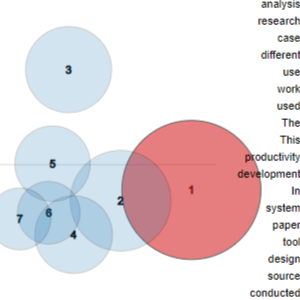 analysis
research
case
different
use
work
used
The
This
productivity
development
In
system
paper
tool
design
source
conducted
3
5
1
2
6
7
4